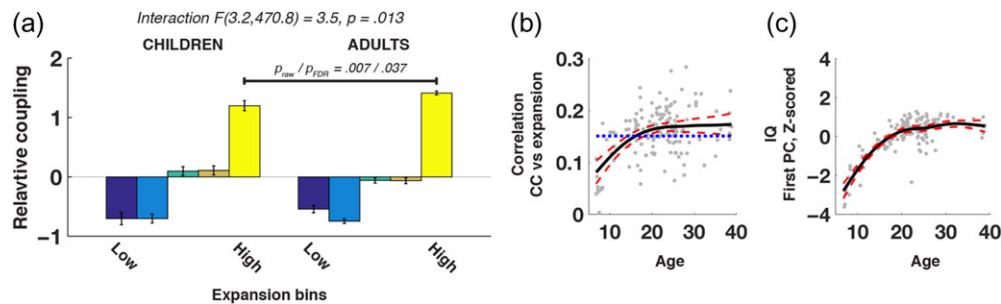 (a)
Interaction F(3.2,470.8) = 3.5, p = .013
CHILDREN ADULTS
p_raw / p_FDR = .007 / .037
Relavtive coupling
2
1
0
−1
Low High Low High
Expansion bins
(b)
Correlation
CC vs expansion
0.3
0.2
0.1
0
10 20 30 40
Age
(c)
IQ
First PC, Z-scored
4
2
0
−2
−4
10 20 30 40
Age